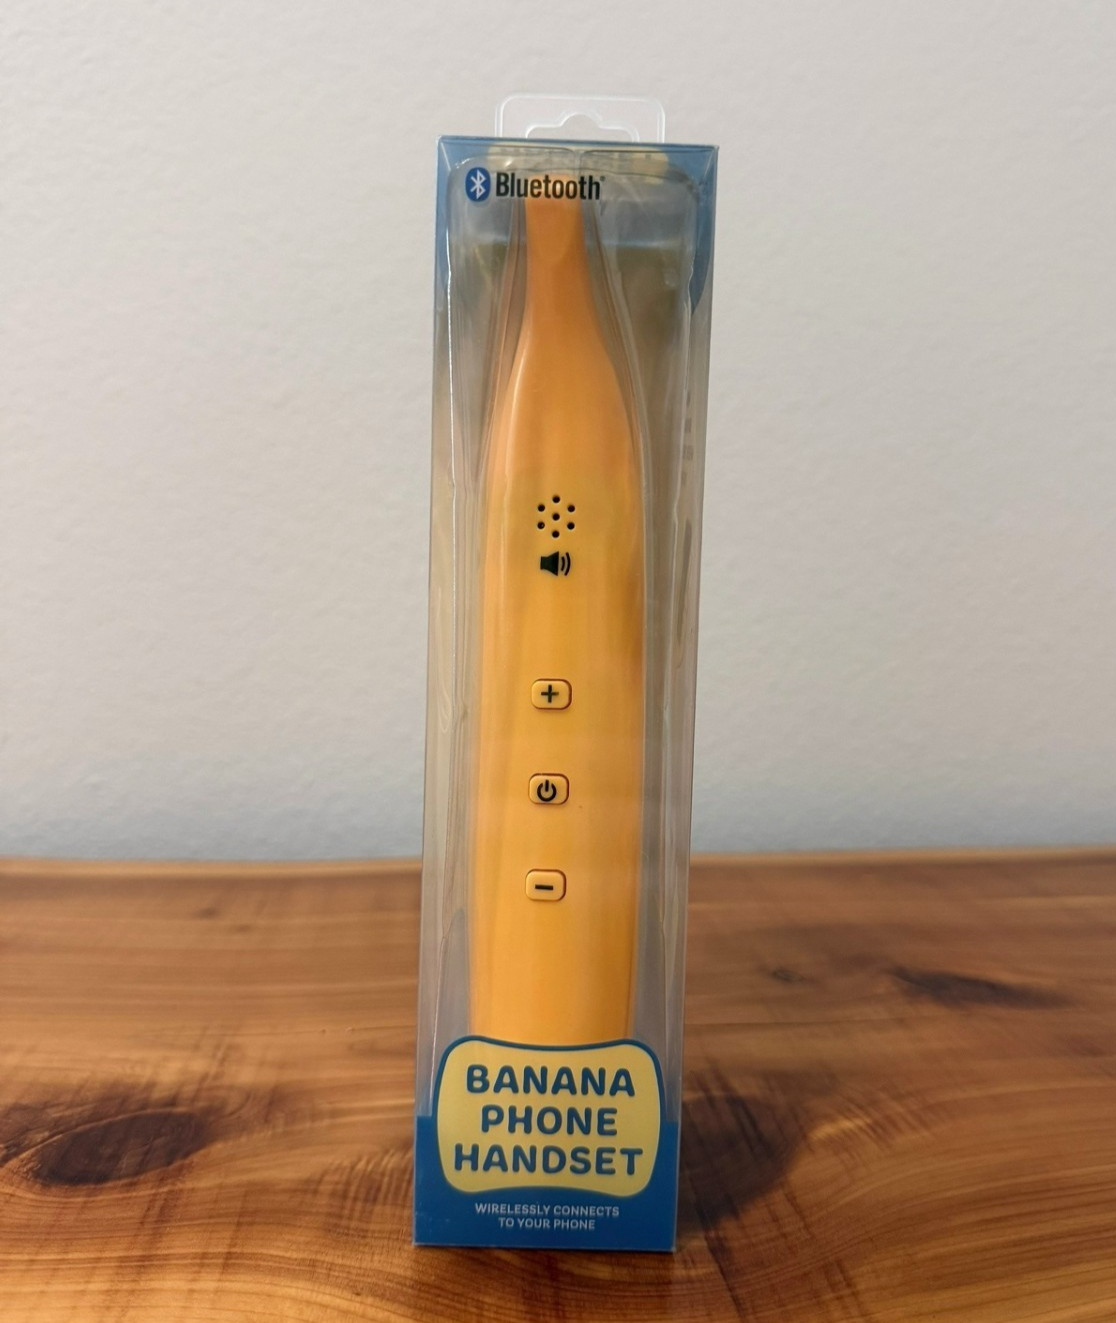 Bluetooth®
+
-
BANANA
PHONE
HANDSET
WIRELESSLY CONNECTS
TO YOUR PHONE